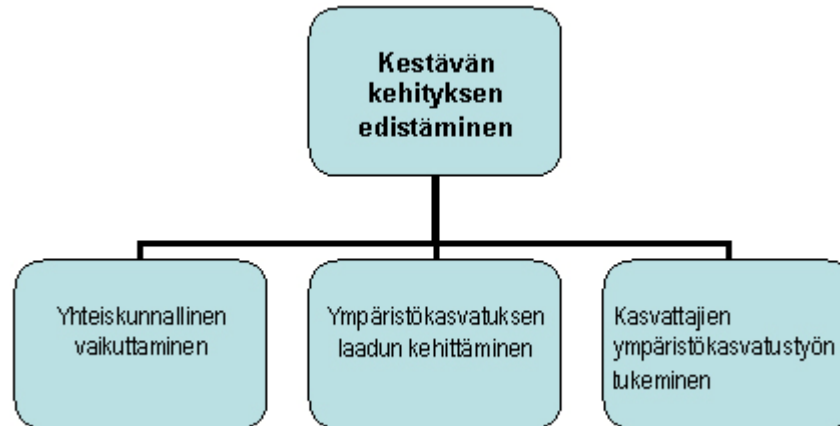 Kestävän
kehityksen
edistäminen
Yhteiskunnallinen
vaikuttaminen
Ympäristökasvatuksen
laadun kehittäminen
Kasvattajien
ympäristökasvatustyön
tukeminen